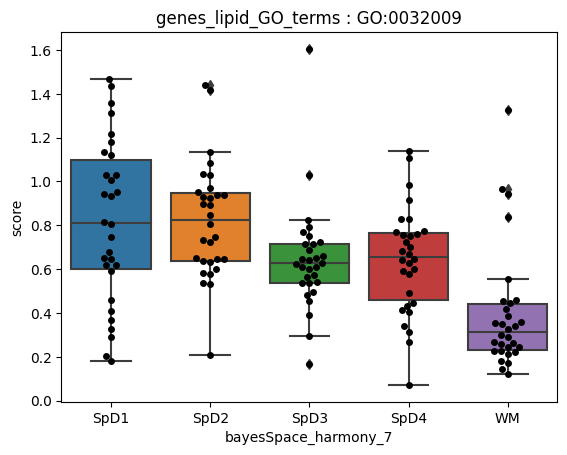 genes_lipid_GO_terms : GO:0032009
score
1.6
1.4
1.2
1.0
0.8
0.6
0.4
0.2
0.0
SpD1 SpD2 SpD3 SpD4 WM
bayesSpace_harmony_7